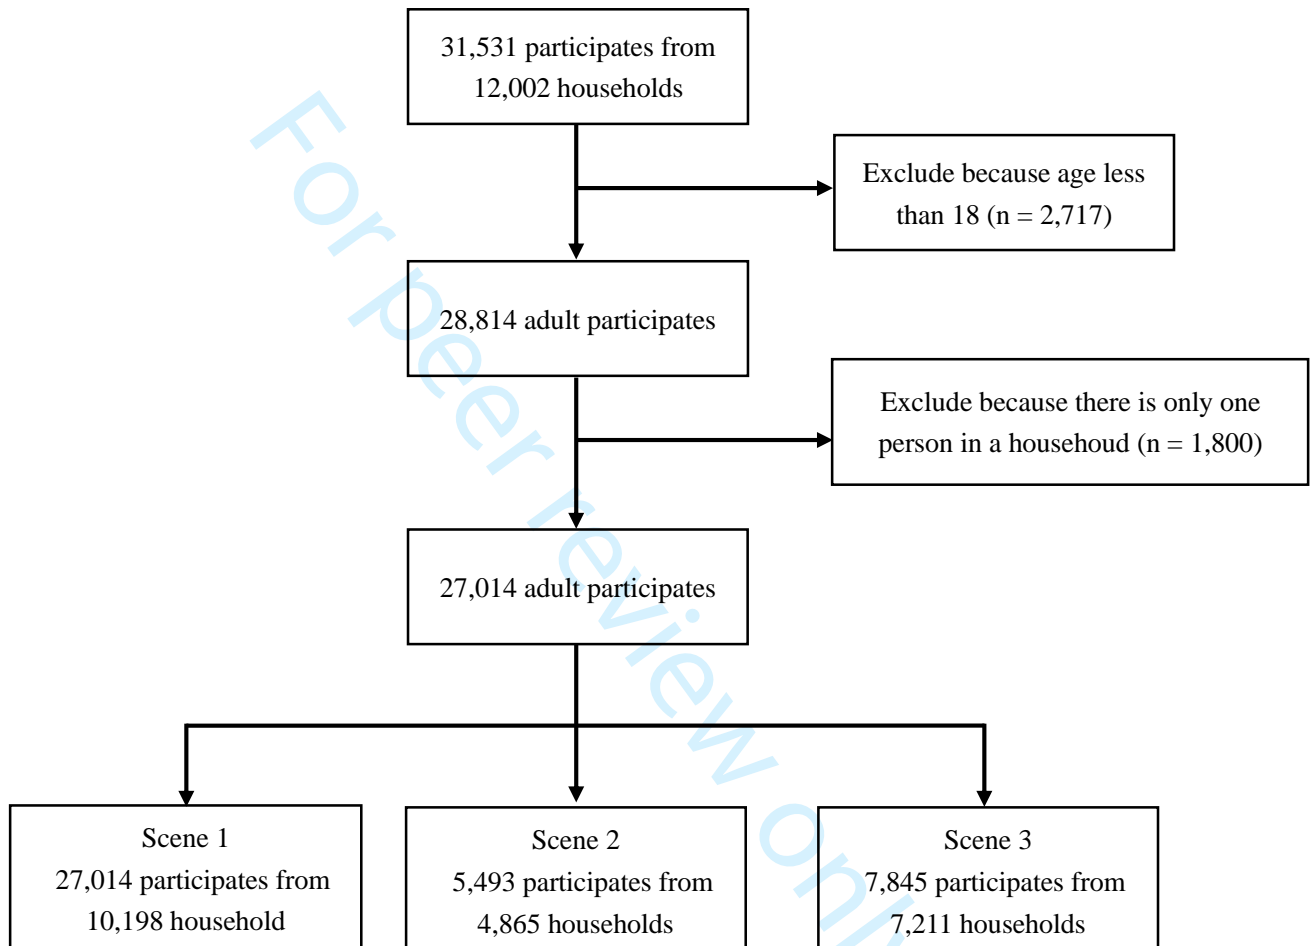 31,531 participates from
12,002 households
Exclude because age less
than 18 (n = 2,717)
28,814 adult participates
Exclude because there is only one
person in a househoud (n = 1,800)
27,014 adult participates
Scene 1
27,014 participates from
10,198 household
Scene 2
5,493 participates from
4,865 households
Scene 3
7,845 participates from
7,211 households
For peer review only